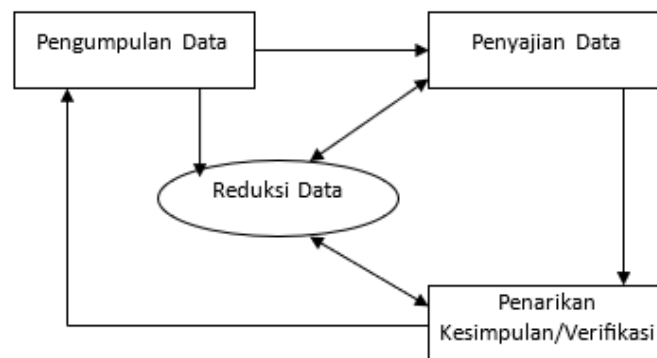 Pengumpulan Data
Penyajian Data
Reduksi Data
Penarikan
Kesimpulan/Verifikasi